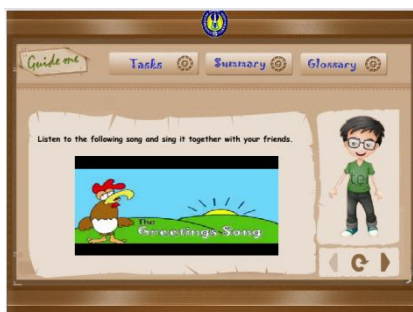 Guide me
Tasks
Summary
Glossary
Listen to the following song and sing it together with your friends.
The
Greetings Song